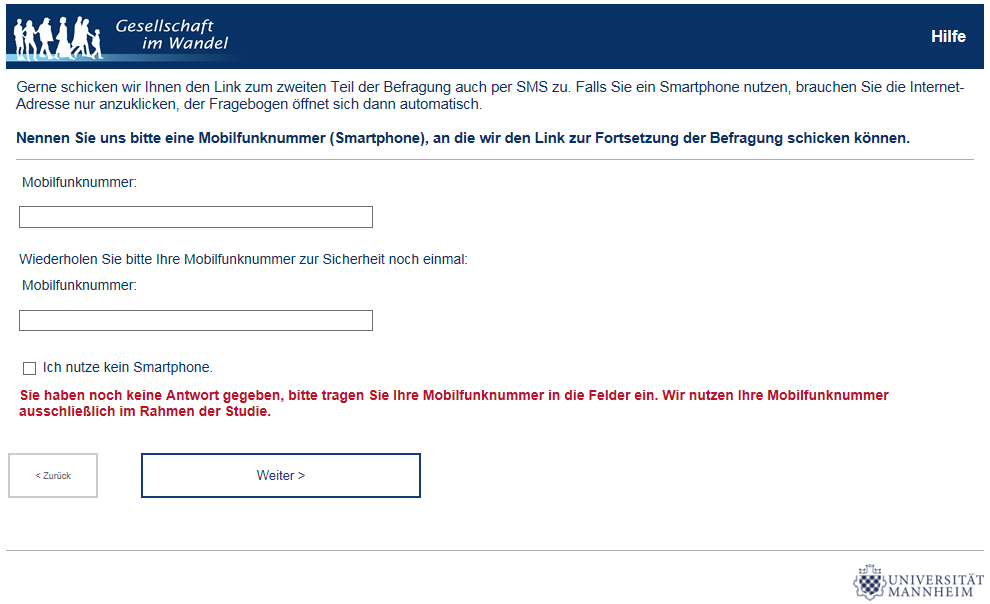 Gesellschaft
im Wandel
Hilfe
Gerne schicken wir Ihnen den Link zum zweiten Teil der Befragung auch per SMS zu. Falls Sie ein Smartphone nutzen, brauchen Sie die Internet-
Adresse nur anzuklicken, der Fragebogen öffnet sich dann automatisch.
Nennen Sie uns bitte eine Mobilfunknummer (Smartphone), an die wir den Link zur Fortsetzung der Befragung schicken können.
Mobilfunknummer:
Wiederholen Sie bitte Ihre Mobilfunknummer zur Sicherheit noch einmal:
Mobilfunknummer:
Ich nutze kein Smartphone.
Sie haben noch keine Antwort gegeben, bitte tragen Sie Ihre Mobilfunknummer in die Felder ein. Wir nutzen Ihre Mobilfunknummer
ausschließlich im Rahmen der Studie.
< Zurück
Weiter >
UNIVERSITÄT
MANNHEIM